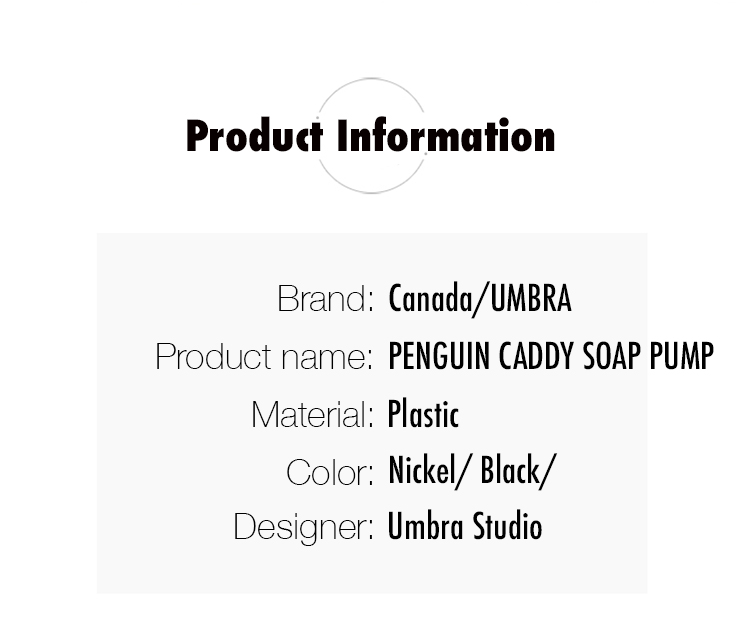 Product Information
Brand: Canada/UMBRA
Product name: PENGUIN CADDY SOAP PUMP
Material: Plastic
Color: Nickel/ Black/
Designer: Umbra Studio